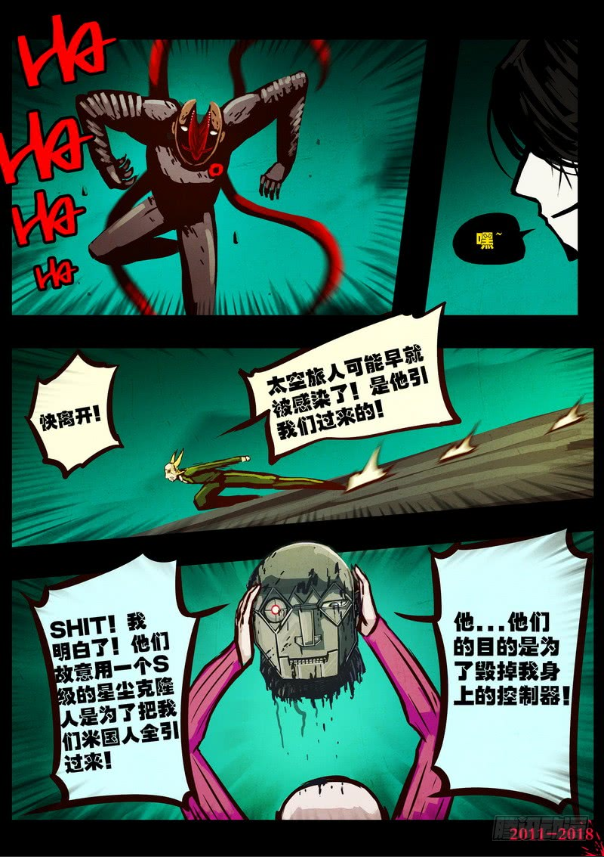 HA
HA
HA
HA
嘿~
快离开！
太空旅人可能早就
被感染了！是他引
我们过来的！
SHIT！我
明白了！他们
故意用一个S
级的星尘克隆
人是为了把我
们米国人全引
过来！
他...他们
的目的是为
了毁掉我身
上的控制器！
腾讯动漫
2011-2018